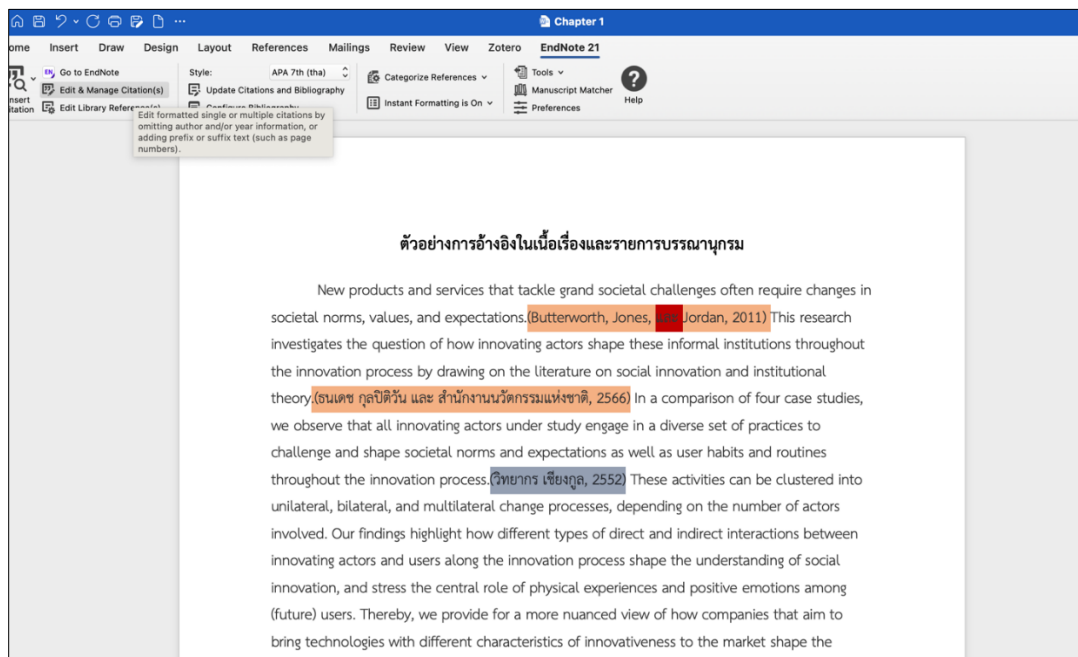 Chapter 1
ome Insert Draw Design Layout References Mailings Review View Zotero EndNote 21
nsert
itation
EN Go to EndNote
Edit & Manage Citation(s)
Edit Library Reference(s)
Style: APA 7th (tha)
Update Citations and Bibliography
Configure Bibliography
Categorize References
Instant Formatting is On
Tools
Manuscript Matcher
Preferences
?
Help
Edit formatted single or multiple citations by
omitting author and/or year information, or
adding prefix or suffix text (such as page
numbers).
ตัวอย่างการอ้างอิงในเนื้อเรื่องและรายการบรรณานุกรม
New products and services that tackle grand societal challenges often require changes in
societal norms, values, and expectations.(Butterworth, Jones, และ Jordan, 2011) This research
investigates the question of how innovating actors shape these informal institutions throughout
the innovation process by drawing on the literature on social innovation and institutional
theory.(ธนเดช กุลปิติวัน และ สำนักงานนวัตกรรมแห่งชาติ, 2566) In a comparison of four case studies,
we observe that all innovating actors under study engage in a diverse set of practices to
challenge and shape societal norms and expectations as well as user habits and routines
throughout the innovation process.(วิทยากร เชียงกูล, 2552) These activities can be clustered into
unilateral, bilateral, and multilateral change processes, depending on the number of actors
involved. Our findings highlight how different types of direct and indirect interactions between
innovating actors and users along the innovation process shape the understanding of social
innovation, and stress the central role of physical experiences and positive emotions among
(future) users. Thereby, we provide for a more nuanced view of how companies that aim to
bring technologies with different characteristics of innovativeness to the market shape the